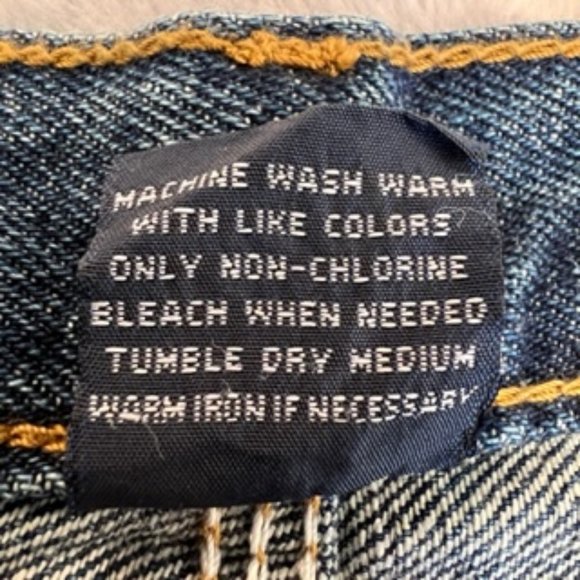 MACHINE WASH WARM
WITH LIKE COLORS
ONLY NON-CHLORINE
BLEACH WHEN NEEDED
TUMBLE DRY MEDIUM
WARM IRON IF NECESSARY